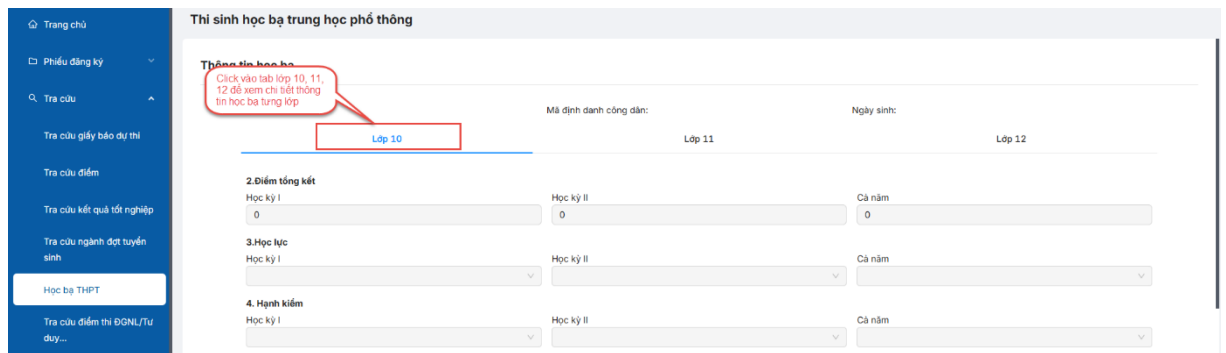 Trang chủ
Phiếu đăng ký
Tra cứu
Tra cứu giấy báo dự thi
Tra cứu điểm
Tra cứu kết quả tốt nghiệp
Tra cứu ngành đợt tuyển
sinh
Học bạ THPT
Tra cứu điểm thi ĐGNL/Tư
duy...
Thi sinh học bạ trung học phổ thông
Thông tin học bạ
Click vào tab lớp 10, 11,
12 để xem chi tiết thông
tin học bạ từng lớp
Mã định danh công dân: Ngày sinh:
Lớp 10 Lớp 11 Lớp 12
2.Điểm tổng kết
Học kỳ I Học kỳ II Cả năm
0 0 0
3.Học lực
Học kỳ I Học kỳ II Cả năm
4. Hạnh kiểm
Học kỳ I Học kỳ II Cả năm